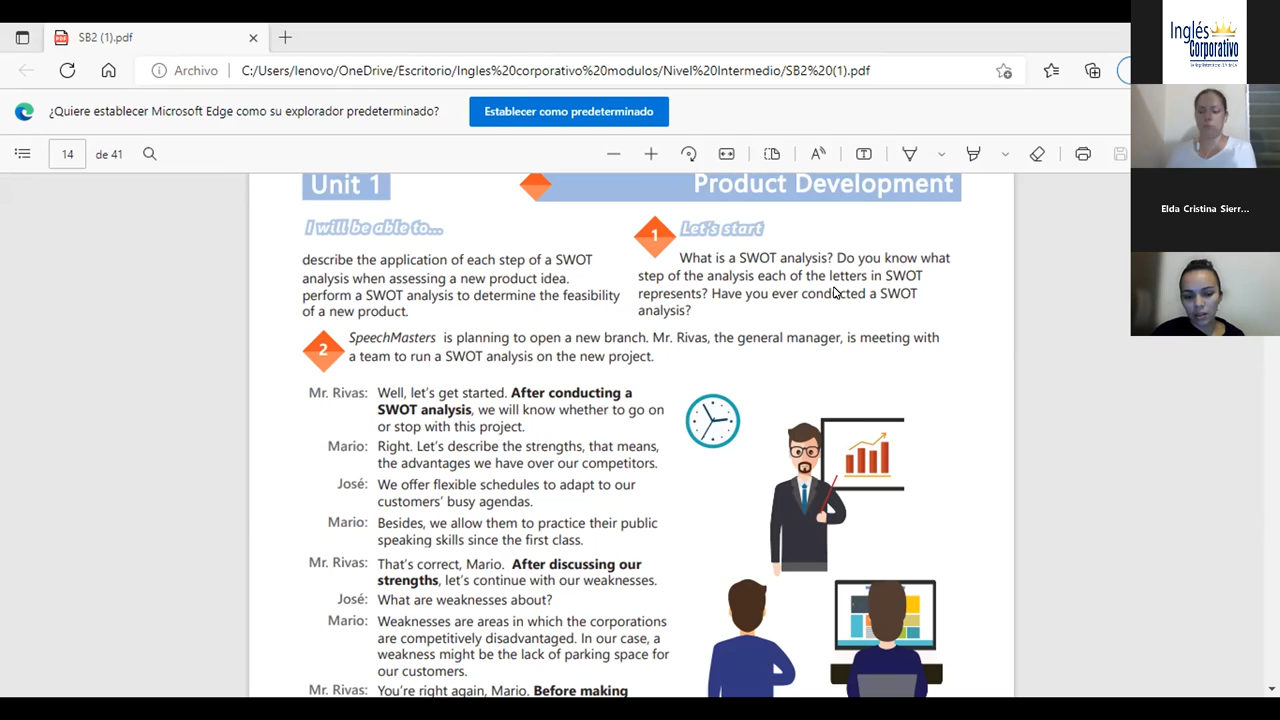 SB2 (1).pdf
Archivo
C:/Users/lenovo/OneDrive/Escritorio/Ingles%20Corporativo%20modulos/Nivel%20Intermedio/SB2%20(1).pdf
¿Quiere establecer Microsoft Edge como su explorador predeterminado?
Establecer como predeterminado
14 de 41
Unit 1
Product Development
I will be able to...
describe the application of each step of a SWOT
analysis when assessing a new product idea.
perform a SWOT analysis to determine the feasibility
of a new product.
1
Let's start
What is a SWOT analysis? Do you know what
step of the analysis each of the letters in SWOT
represents? Have you ever conducted a SWOT
analysis?
2
SpeechMasters is planning to open a new branch. Mr. Rivas, the general manager, is meeting with
a team to run a SWOT analysis on the new project.
Mr. Rivas: Well, let's get started. After conducting a
SWOT analysis, we will know whether to go on
or stop with this project.
Mario: Right. Let's describe the strengths, that means,
the advantages we have over our competitors.
José: We offer flexible schedules to adapt to our
customers' busy agendas.
Mario: Besides, we allow them to practice their public
speaking skills since the first class.
Mr. Rivas: That's correct, Mario. After discussing our
strengths, let's continue with our weaknesses.
José: What are weaknesses about?
Mario: Weaknesses are areas in which the corporations
are competitively disadvantaged. In our case, a
weakness might be the lack of parking space for
our customers.
Mr. Rivas: You're right again, Mario. Before making
Inglés
Corporativo
Elda Cristina Sierr...